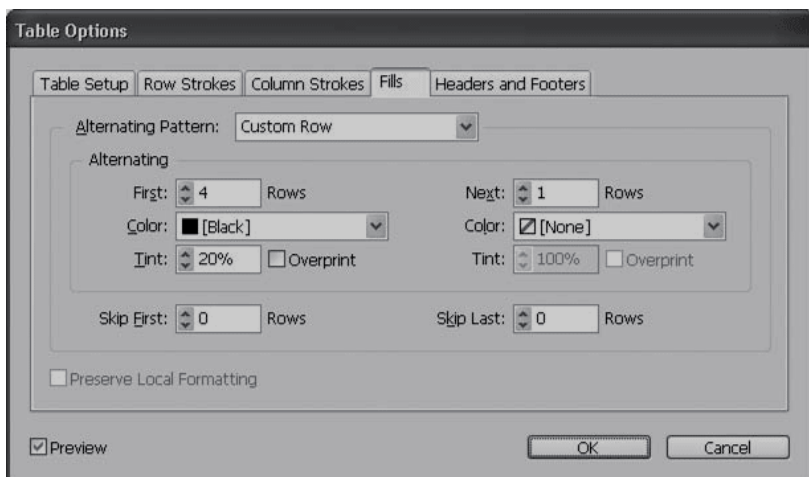 Table Options
Table Setup Row Strokes Column Strokes Fills Headers and Footers
Alternating Pattern: Custom Row
Alternating
First: 4 Rows Next: 1 Rows
Color: [Black] Color: [None]
Tint: 20% Overprint Tint: 100% Overprint
Skip First: 0 Rows Skip Last: 0 Rows
Preserve Local Formatting
Preview OK Cancel